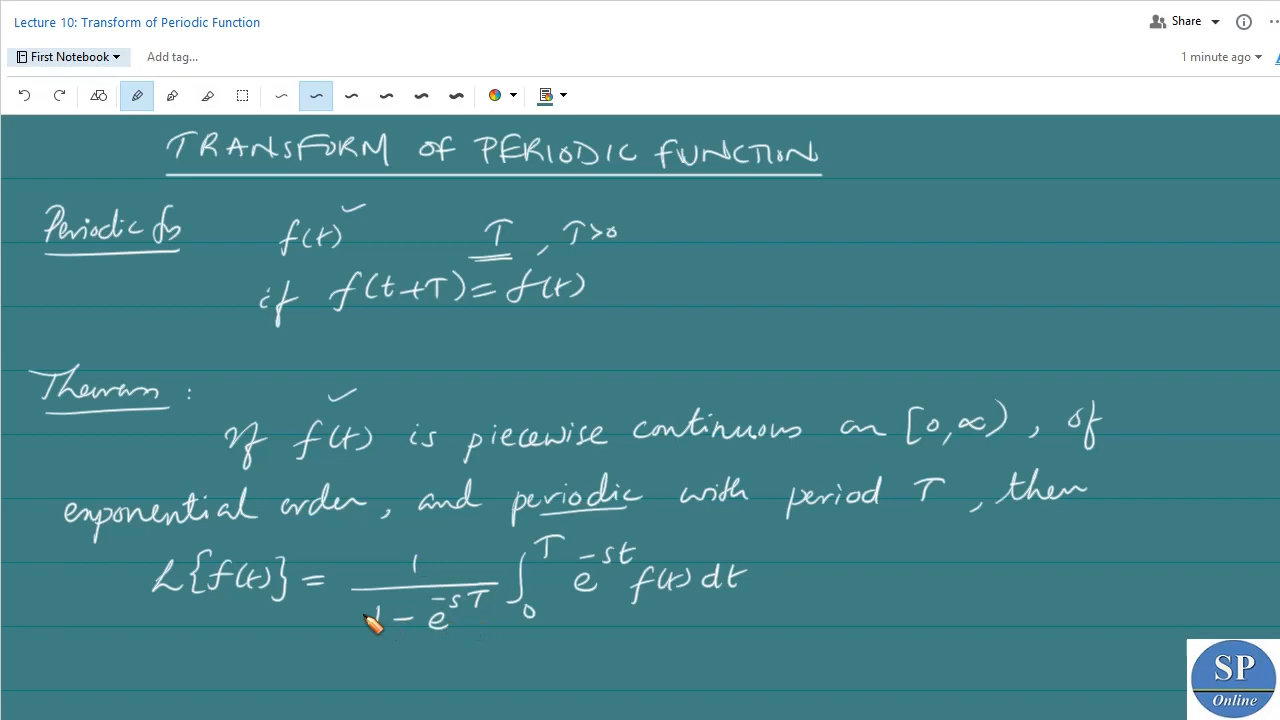 Lecture 10: Transform of Periodic Function
Share
First Notebook
Add tag...
1 minute ago
TRANSFORM OF PERIODIC FUNCTION
Periodic fn f(t) T , T>0
if f(t+T) = f(t)
Theorem :
If f(t) is piecewise continuous on [0,∞) , of
exponential order, and periodic with period T , then
L{f(t)} = 1/(1 - e^{-sT}) ∫_0^T e^{-st} f(t) dt
SP
Online